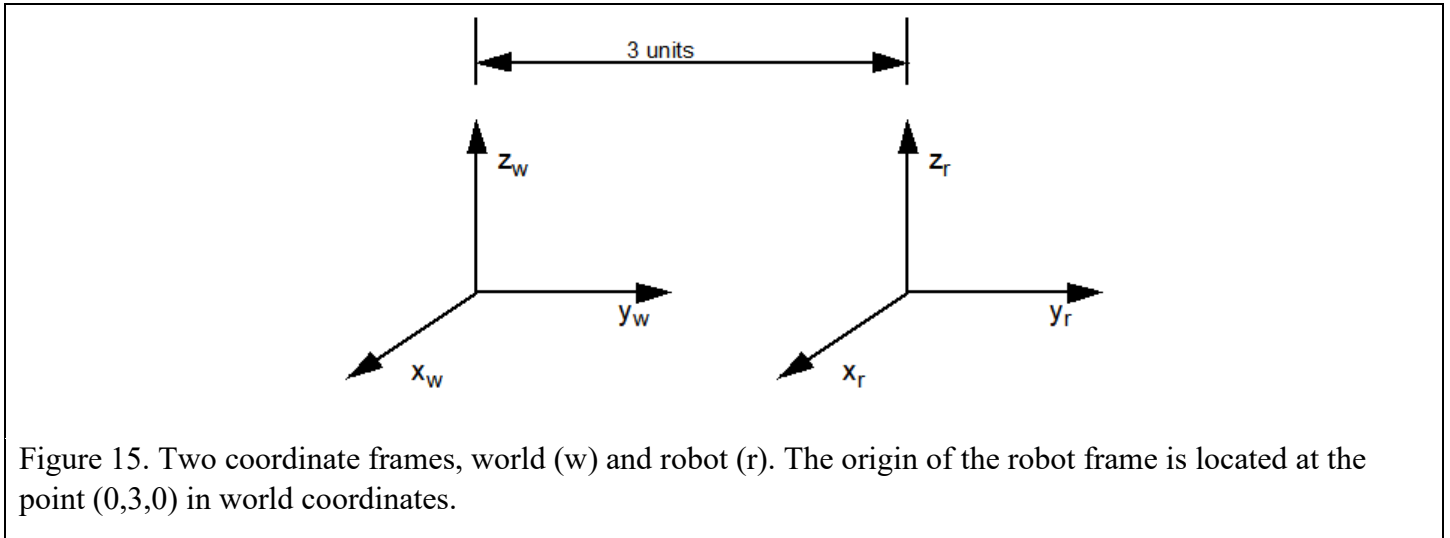 3 units
z_w
z_r
y_w
y_r
x_w
x_r
Figure 15. Two coordinate frames, world (w) and robot (r). The origin of the robot frame is located at the
point (0,3,0) in world coordinates.